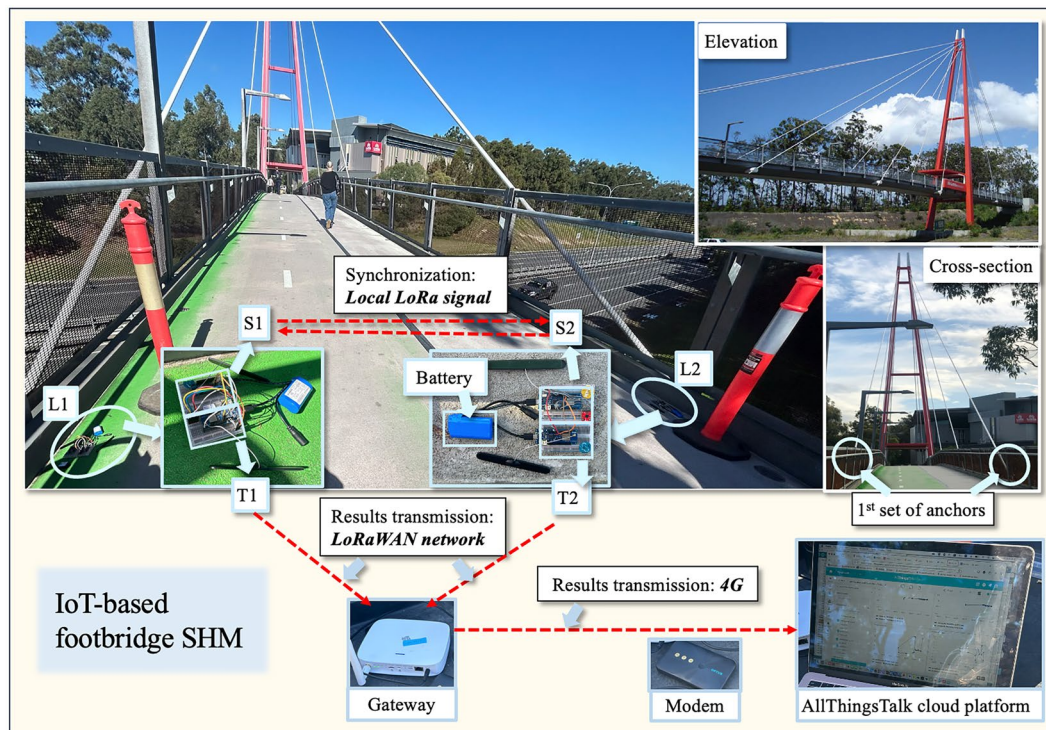 Elevation
Cross-section
Synchronization:
Local LoRa signal
S1
S2
Battery
L1
L2
T1
T2
1st set of anchors
Results transmission:
LoRaWAN network
Results transmission: 4G
IoT-based
footbridge SHM
Gateway
Modem
AllThingsTalk cloud platform